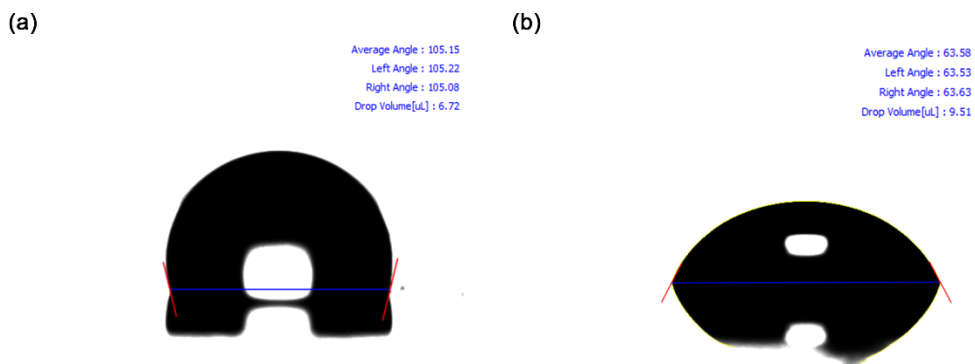 (a)
Average Angle : 105.15
Left Angle : 105.22
Right Angle : 105.08
Drop Volume[uL] : 6.72
(b)
Average Angle : 63.58
Left Angle : 63.53
Right Angle : 63.63
Drop Volume[uL] : 9.51